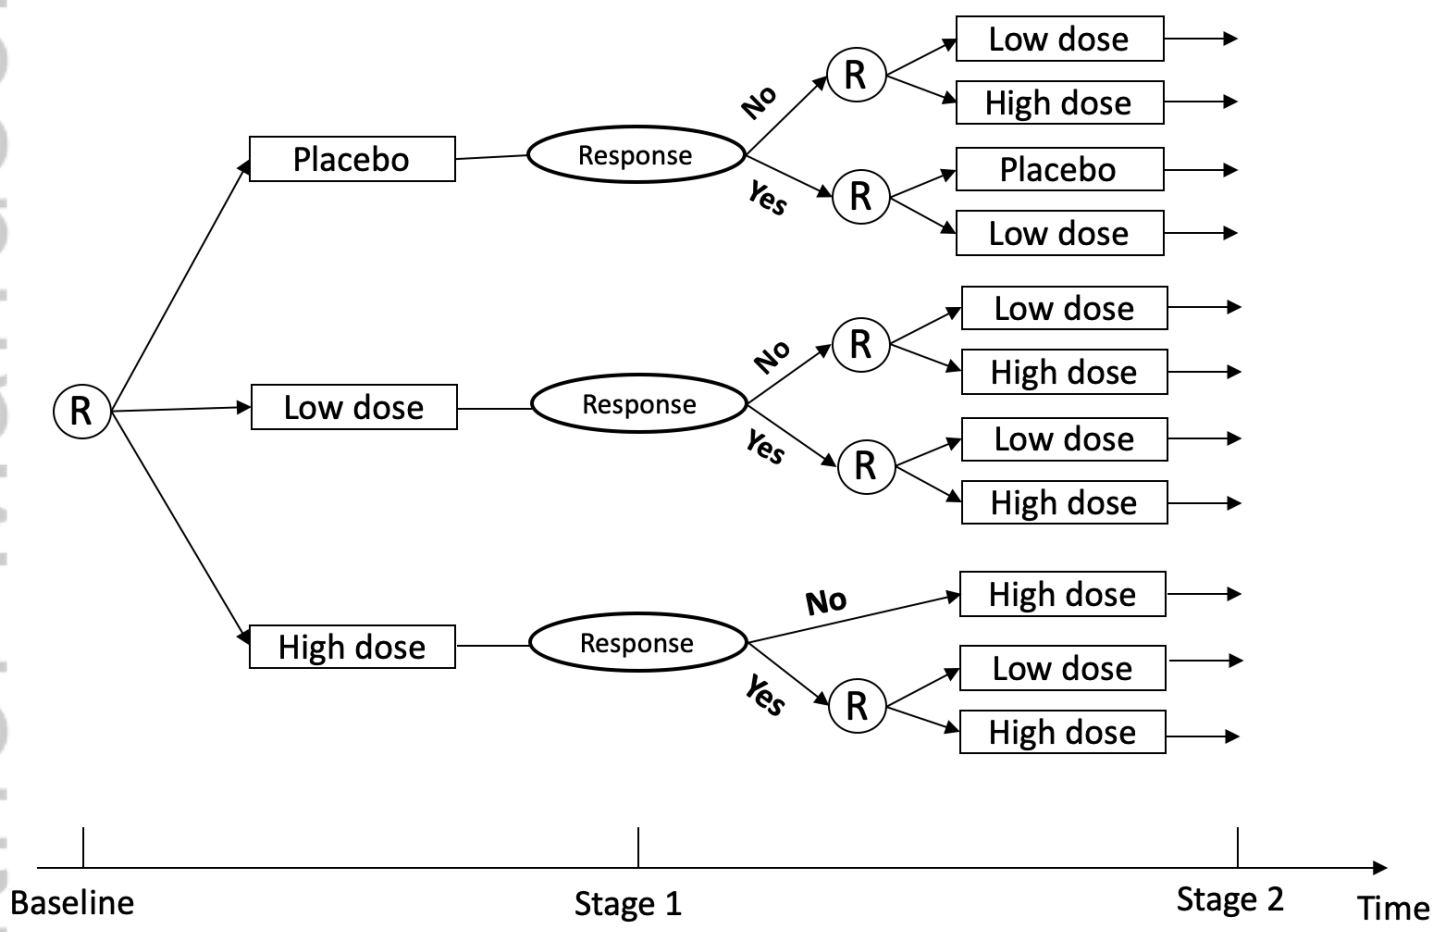 R
Placebo
Response
No
R
Low dose
High dose
Yes
R
Placebo
Low dose
Low dose
Response
No
R
Low dose
High dose
Yes
R
Low dose
High dose
High dose
Response
No
High dose
Yes
R
Low dose
High dose
Baseline
Stage 1
Stage 2
Time